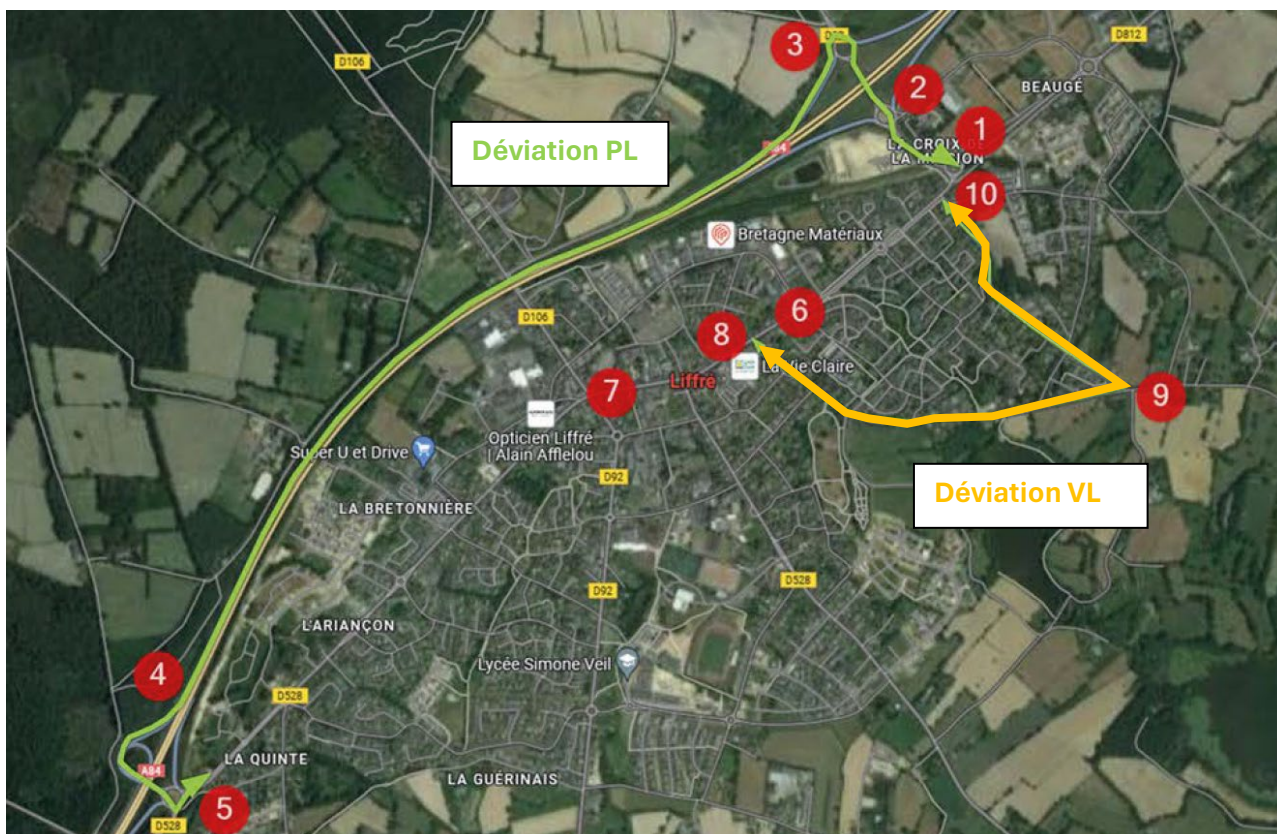 3
D92
D812
D106
2
BEAUGÉ
1
Déviation PL
A84
LA CROIX DE
LA MISSION
10
Bretagne Matériaux
6
D106
8
La Vie Claire
Liffré
7
9
Opticien Liffré
| Alain Afflelou
Super U et Drive
D92
Déviation VL
LA BRETONNIÈRE
D528
D92
L'ARIANÇON
Lycée Simone Veil
4
D528
LA QUINTE
A84
LA GUÉRINAIS
5
D528